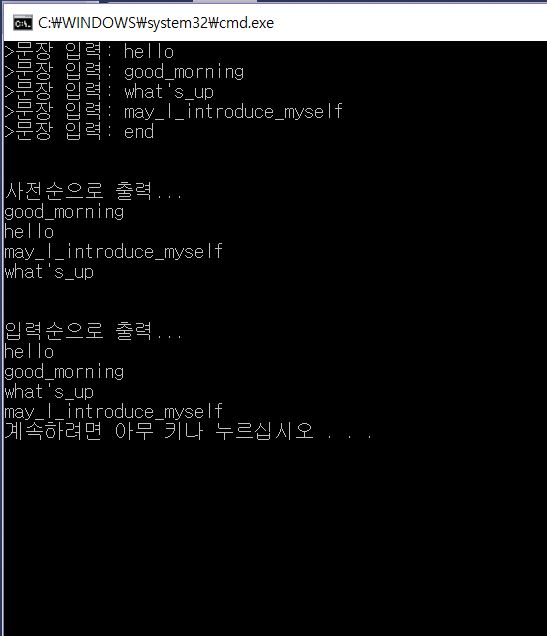 C:₩WINDOWS₩system32₩cmd.exe
>문장 입력: hello
>문장 입력: good_morning
>문장 입력: what's_up
>문장 입력: may_I_introduce_myself
>문장 입력: end
사전순으로 출력...
good_morning
hello
may_I_introduce_myself
what's_up
입력순으로 출력...
hello
good_morning
what's_up
may_I_introduce_myself
계속하려면 아무 키나 누르십시오 . . .